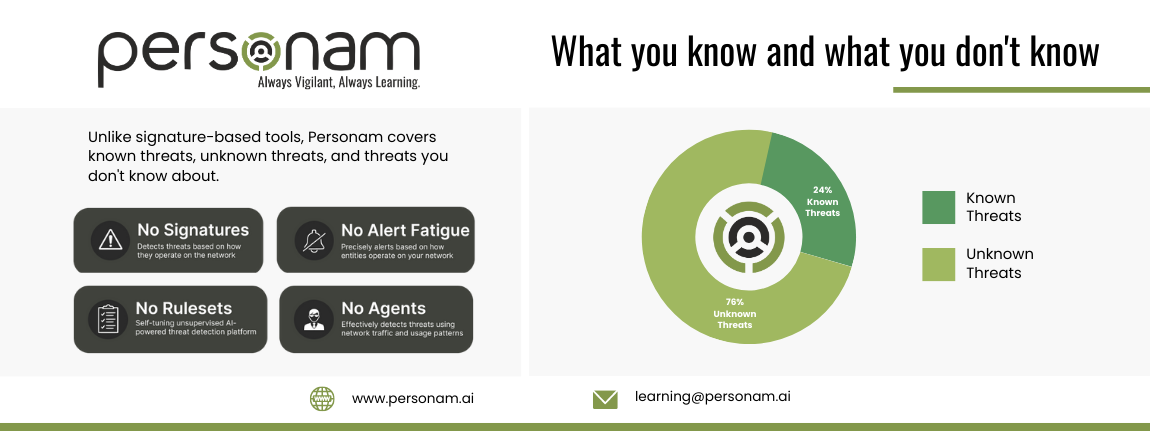 personam
Always Vigilant, Always Learning.
What you know and what you don't know
Unlike signature-based tools, Personam covers
known threats, unknown threats, and threats you
don't know about.
No Signatures
Detects threats based on how
they operate on the network
No Alert Fatigue
Precisely alerts based on how
entities operate on your network
No Rulesets
Self-tuning unsupervised AI-
powered threat detection platform
No Agents
Effectively detects threats using
network traffic and usage patterns
24%
Known
Threats
76%
Unknown
Threats
Known
Threats
Unknown
Threats
www.personam.ai
learning@personam.ai